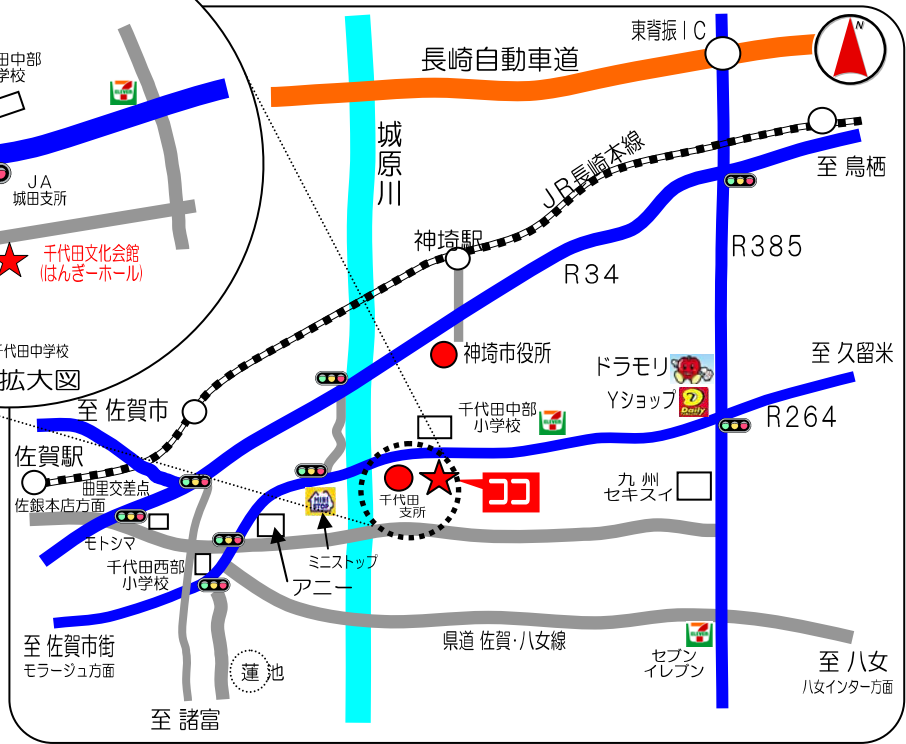 東脊振IC
N
長崎自動車道
田中部
学校
ELEVEN
城原川
JR長崎本線
至 鳥栖
JA
城田支所
神埼駅
R385
千代田文化会館
(はんぎーホール)
R34
千代田中学校
神埼市役所
至 久留米
拡大図
ドラモリ
Yショップ
Daily
至 佐賀市
千代田中部
小学校
ELEVEN
R264
佐賀駅
曲里交差点
佐銀本店方面
千代田
支所
ココ
九 州
セキスイ
MINI
STOP
モトシマ
ミニストップ
千代田西部
小学校
アニー
県道 佐賀・八女線
ELEVEN
至 佐賀市街
モラージュ方面
蓮 池
セブン
イレブン
至 八女
八女インター方面
至 諸富